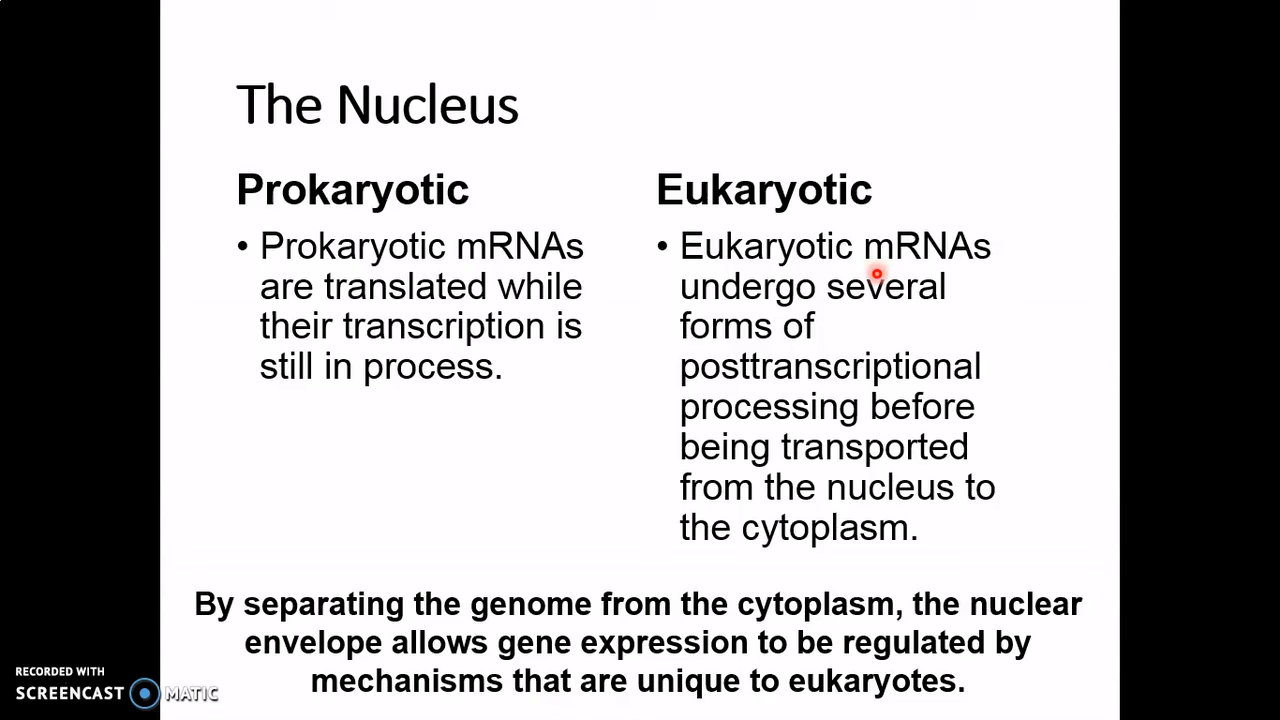 The Nucleus
Prokaryotic
• Prokaryotic mRNAs
are translated while
their transcription is
still in process.
Eukaryotic
• Eukaryotic mRNAs
undergo several
forms of
posttranscriptional
processing before
being transported
from the nucleus to
the cytoplasm.
By separating the genome from the cytoplasm, the nuclear
envelope allows gene expression to be regulated by
mechanisms that are unique to eukaryotes.
RECORDED WITH
SCREENCAST MATIC